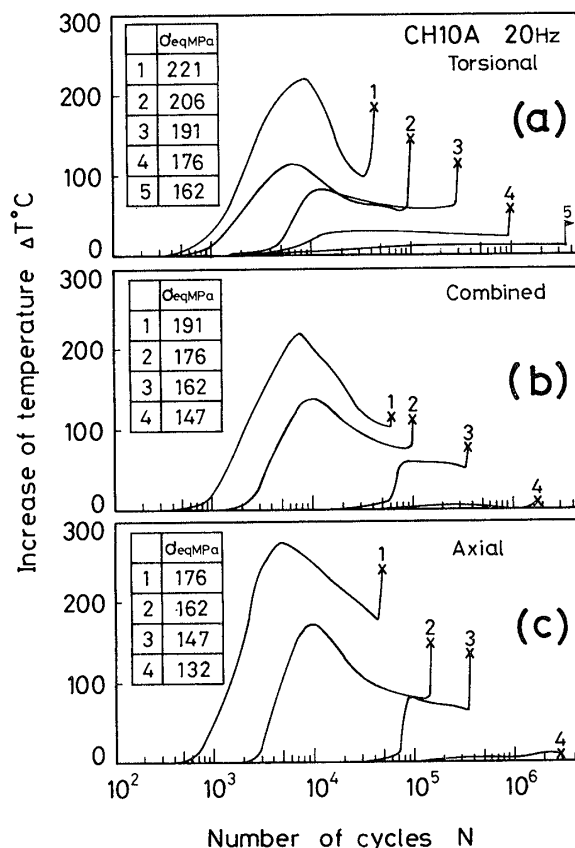 300
200
100
0
σeqMPa
1 221
2 206
3 191
4 176
5 162
CH10A 20Hz
Torsional
(a)
1
2
3
4
5
Increase of temperature ΔT°C
200
100
0
σeqMPa
1 191
2 176
3 162
4 147
Combined
(b)
1
2
3
4
300
200
100
0
σeqMPa
1 176
2 162
3 147
4 132
Axial
(c)
1
2
3
4
10² 10³ 10⁴ 10⁵ 10⁶
Number of cycles N